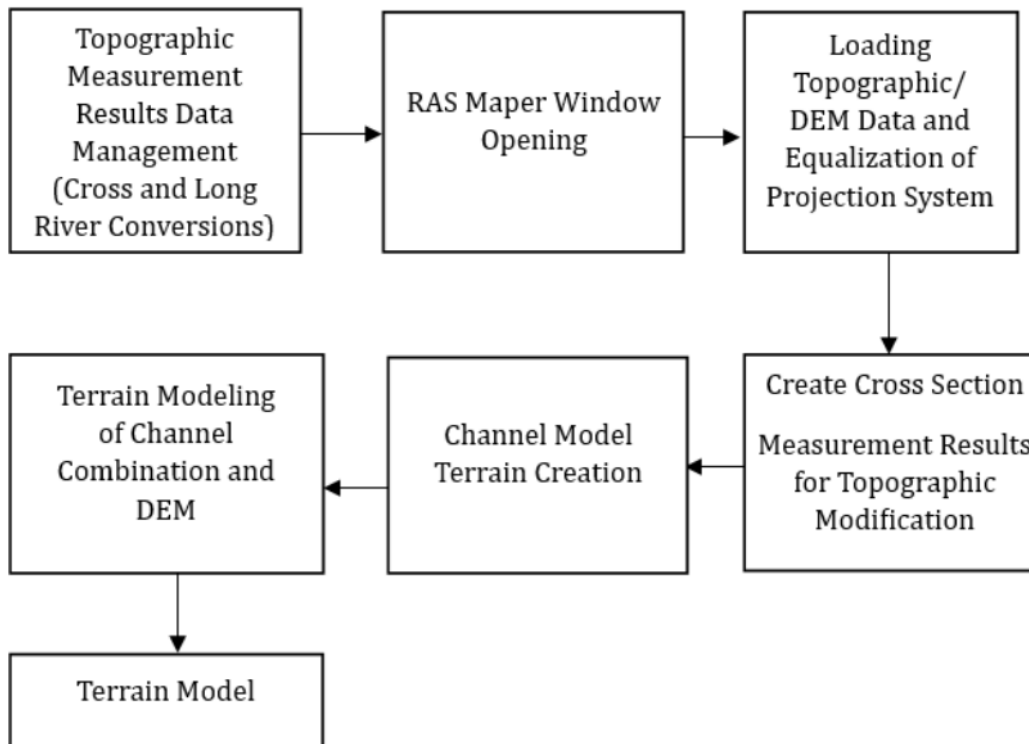 Topographic
Measurement
Results Data
Management
(Cross and Long
River Conversions)
RAS Maper Window
Opening
Loading
Topographic/
DEM Data and
Equalization of
Projection System
Create Cross Section
Measurement Results
for Topographic
Modification
Channel Model
Terrain Creation
Terrain Modeling
of Channel
Combination and
DEM
Terrain Model